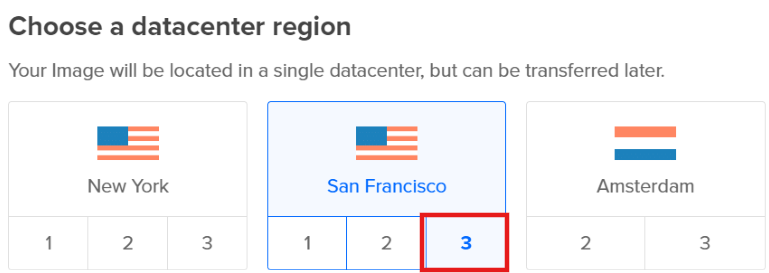 Choose a datacenter region
Your Image will be located in a single datacenter, but can be transferred later.
New York
San Francisco
Amsterdam
1 2 3
1 2 3
2 3